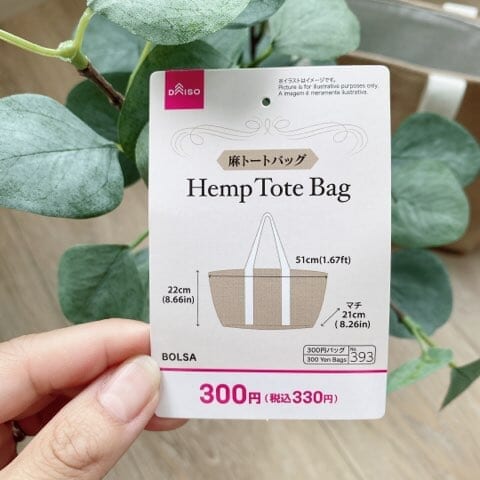 DAISO
※イラストはイメージです。
Picture is for illustrative purposes only.
A imagem é meramente ilustrativa.
麻トートバッグ
Hemp Tote Bag
51cm(1.67ft)
22cm
(8.66in)
マチ
21cm
( 8.26in)
BOLSA
300円バッグ
300 Yen Bags
No.
393
300円(税込330円)